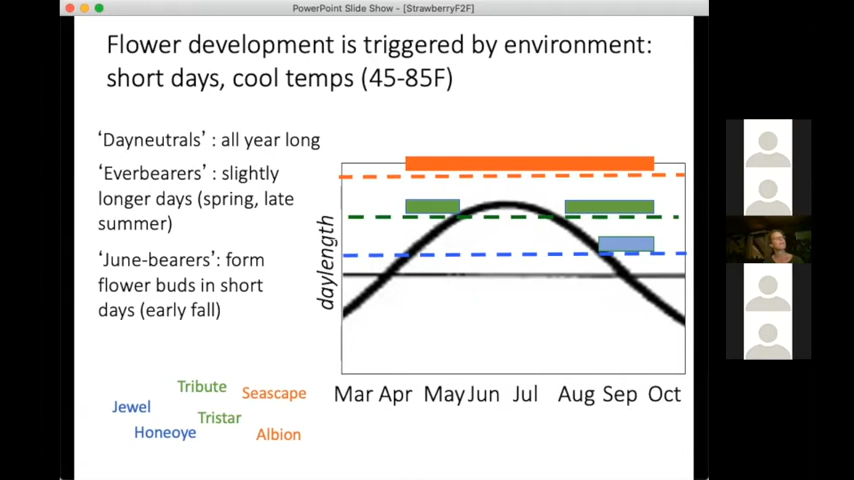 PowerPoint Slide Show - [StrawberryF2F]
Flower development is triggered by environment:
short days, cool temps (45-85F)
‘Dayneutrals’ : all year long
‘Everbearers’ : slightly
longer days (spring, late
summer)
‘June-bearers’: form
flower buds in short
days (early fall)
daylength
Mar Apr May Jun Jul Aug Sep Oct
Tribute
Seascape
Jewel
Tristar
Honeoye
Albion